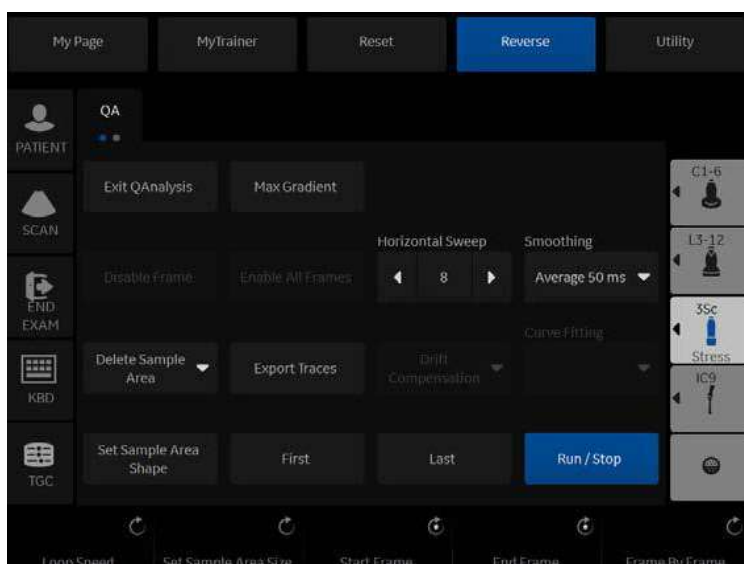 My Page
MyTrainer
Reset
Reverse
Utility
PATIENT
QA
SCAN
END
EXAM
KBD
TGC
Exit QAnalysis
Max Gradient
Horizontal Sweep
Smoothing
Disable Frame
Enable All Frames
8
Average 50 ms
Curve Fitting
Delete Sample
Area
Export Traces
Drift
Compensation
Set Sample Area
Shape
First
Last
Run / Stop
C1-6
L3-12
3Sc
Stress
IC9
Loop Speed
Set Sample Area Size
Start Frame
End Frame
Frame By Frame